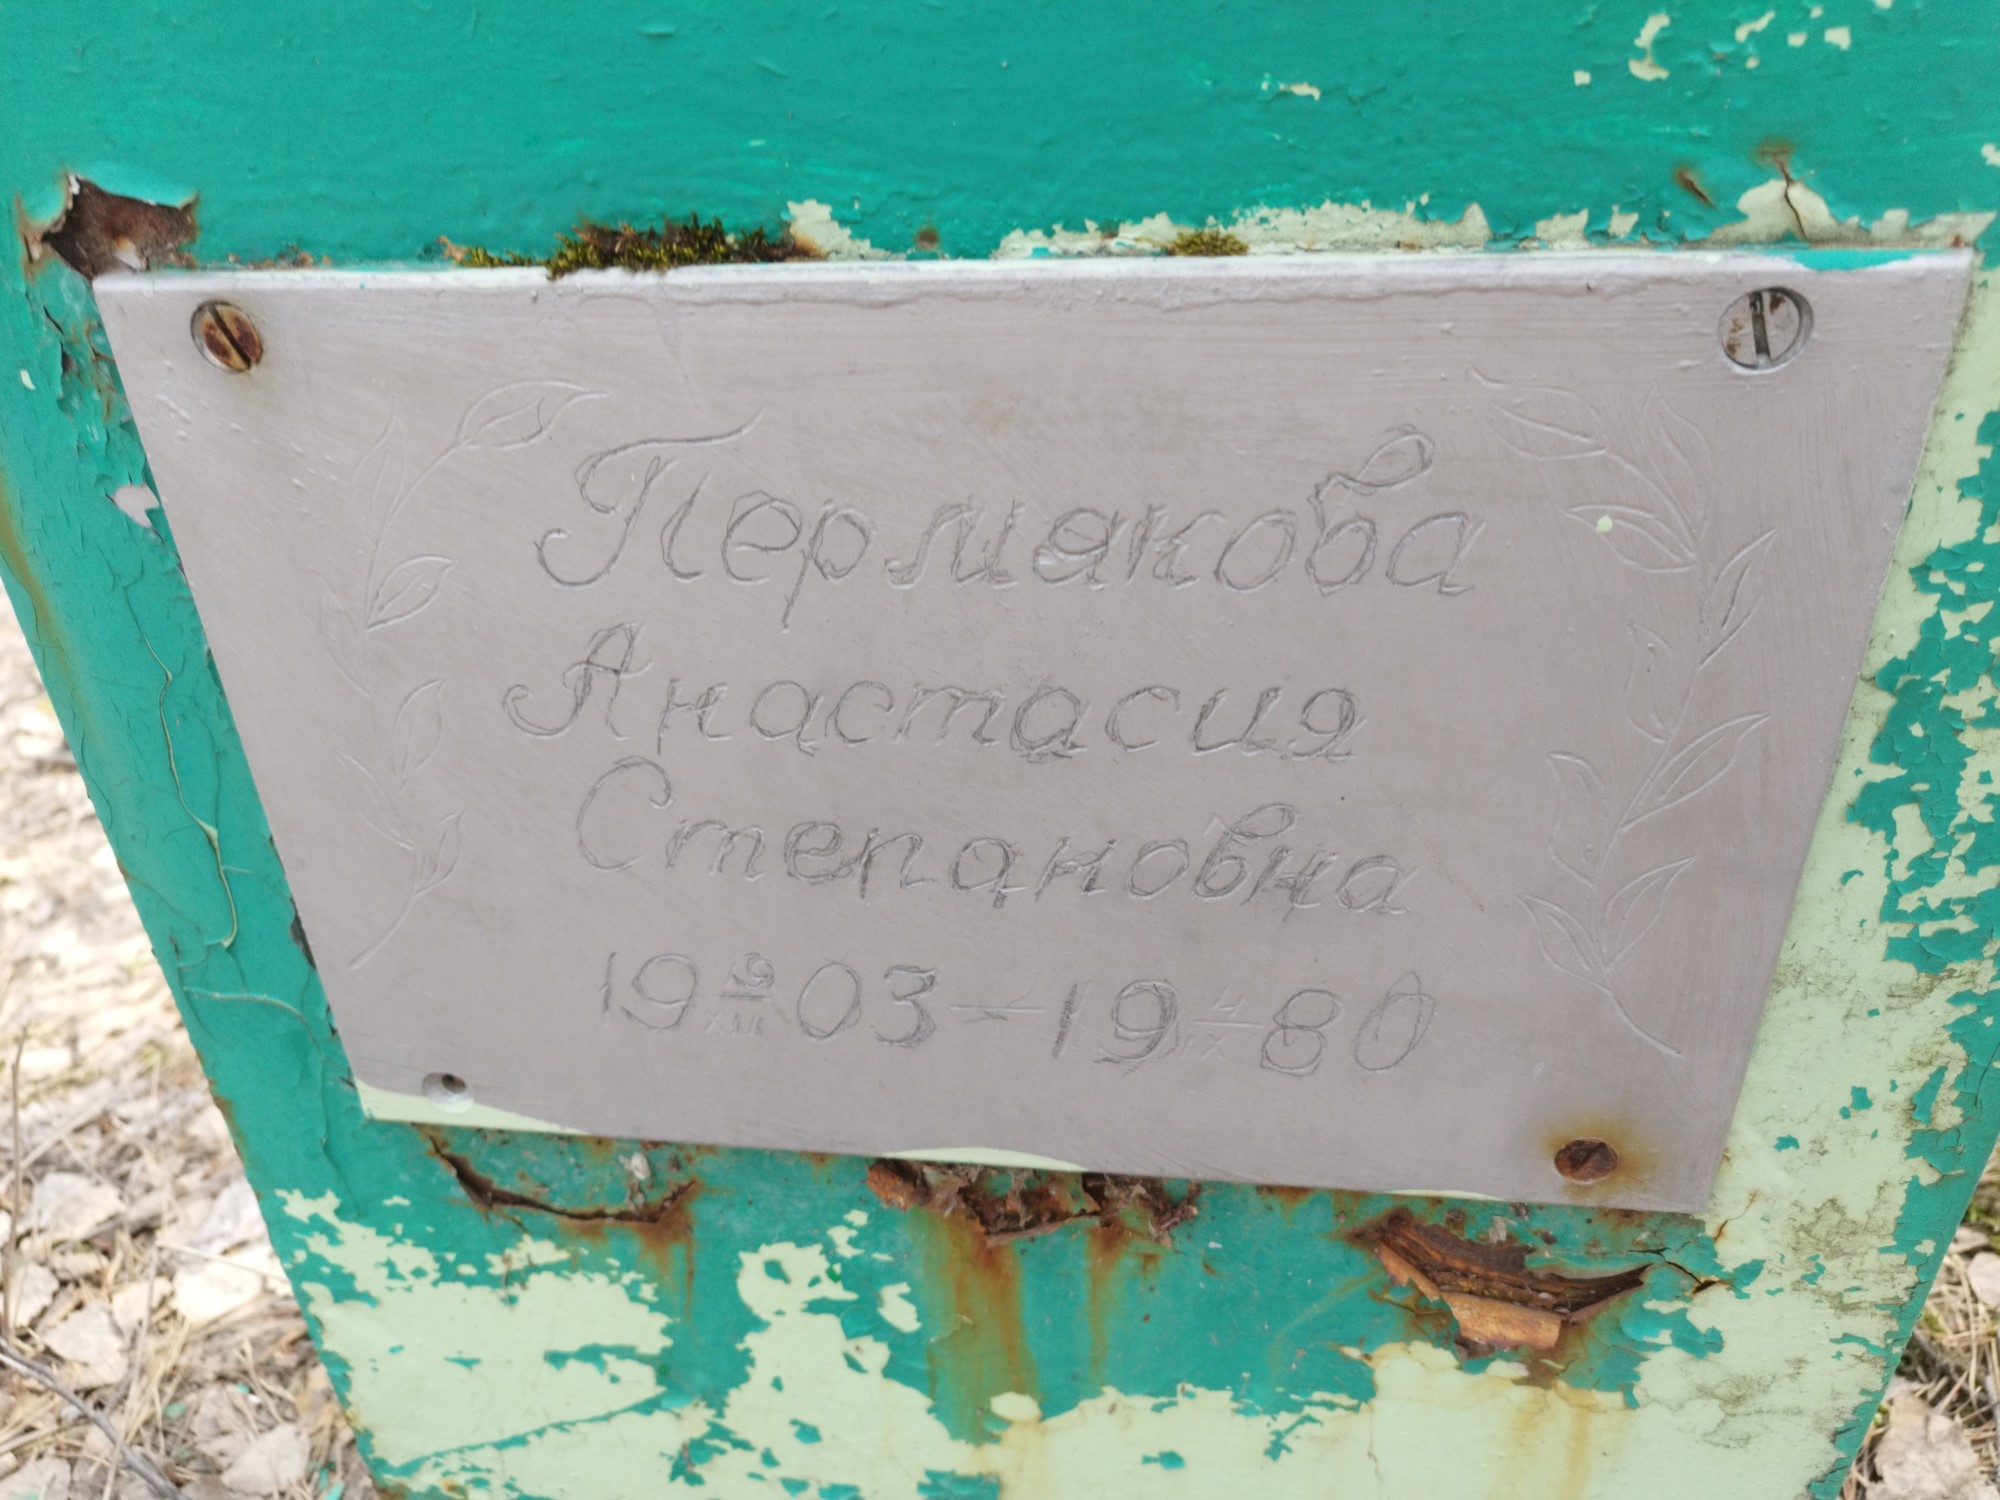 Пермякова
Анастасия
Степановна
19 9/XII 03 — 19 4/IX 80